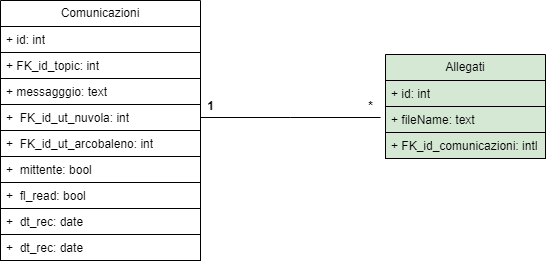 Comunicazioni
+ id: int
+ FK_id_topic: int
+ messagggio: text
+ FK_id_ut_nuvola: int
+ FK_id_ut_arcobaleno: int
+ mittente: bool
+ fl_read: bool
+ dt_rec: date
+ dt_rec: date
1
*
Allegati
+ id: int
+ fileName: text
+ FK_id_comunicazioni: intl